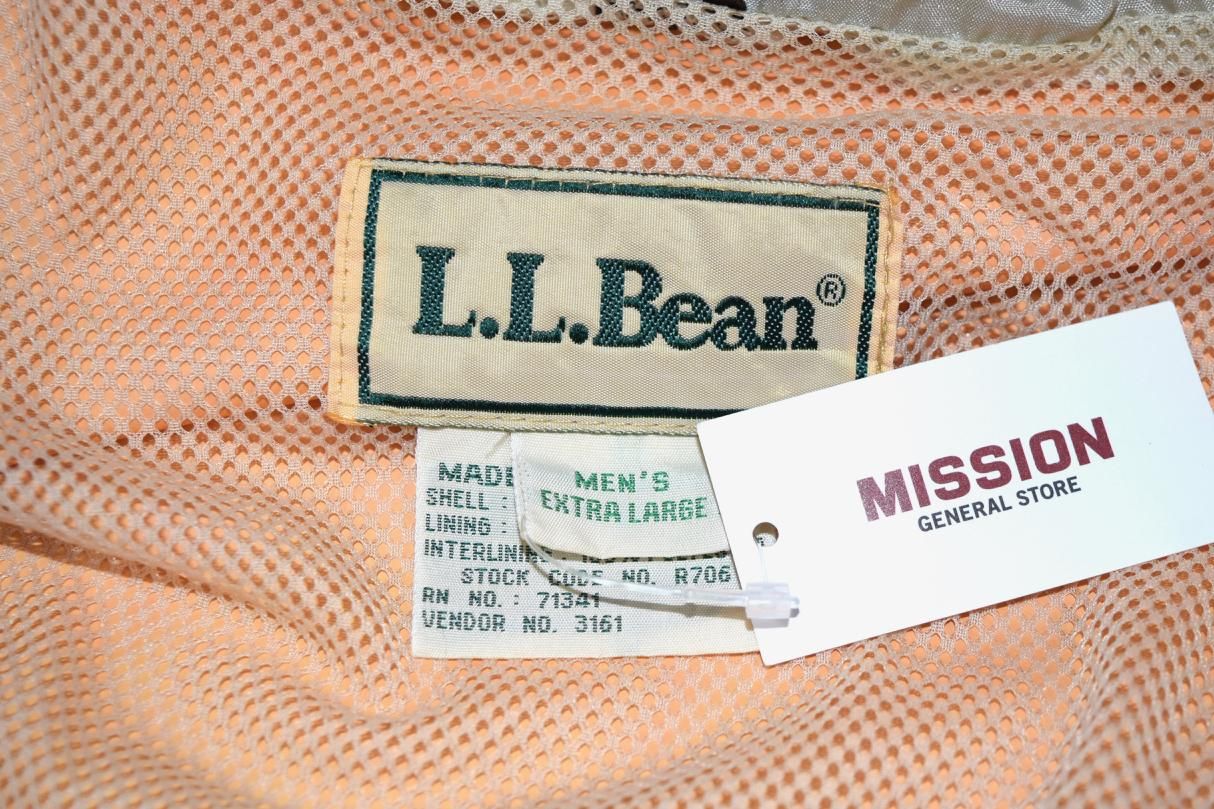 L.L.Bean®
MADE
SHELL :
LINING :
INTERLINING
STOCK CODE NO. R706
RN NO. : 71341
VENDOR NO. 3161
MEN'S
EXTRA LARGE
MISSION
GENERAL STORE